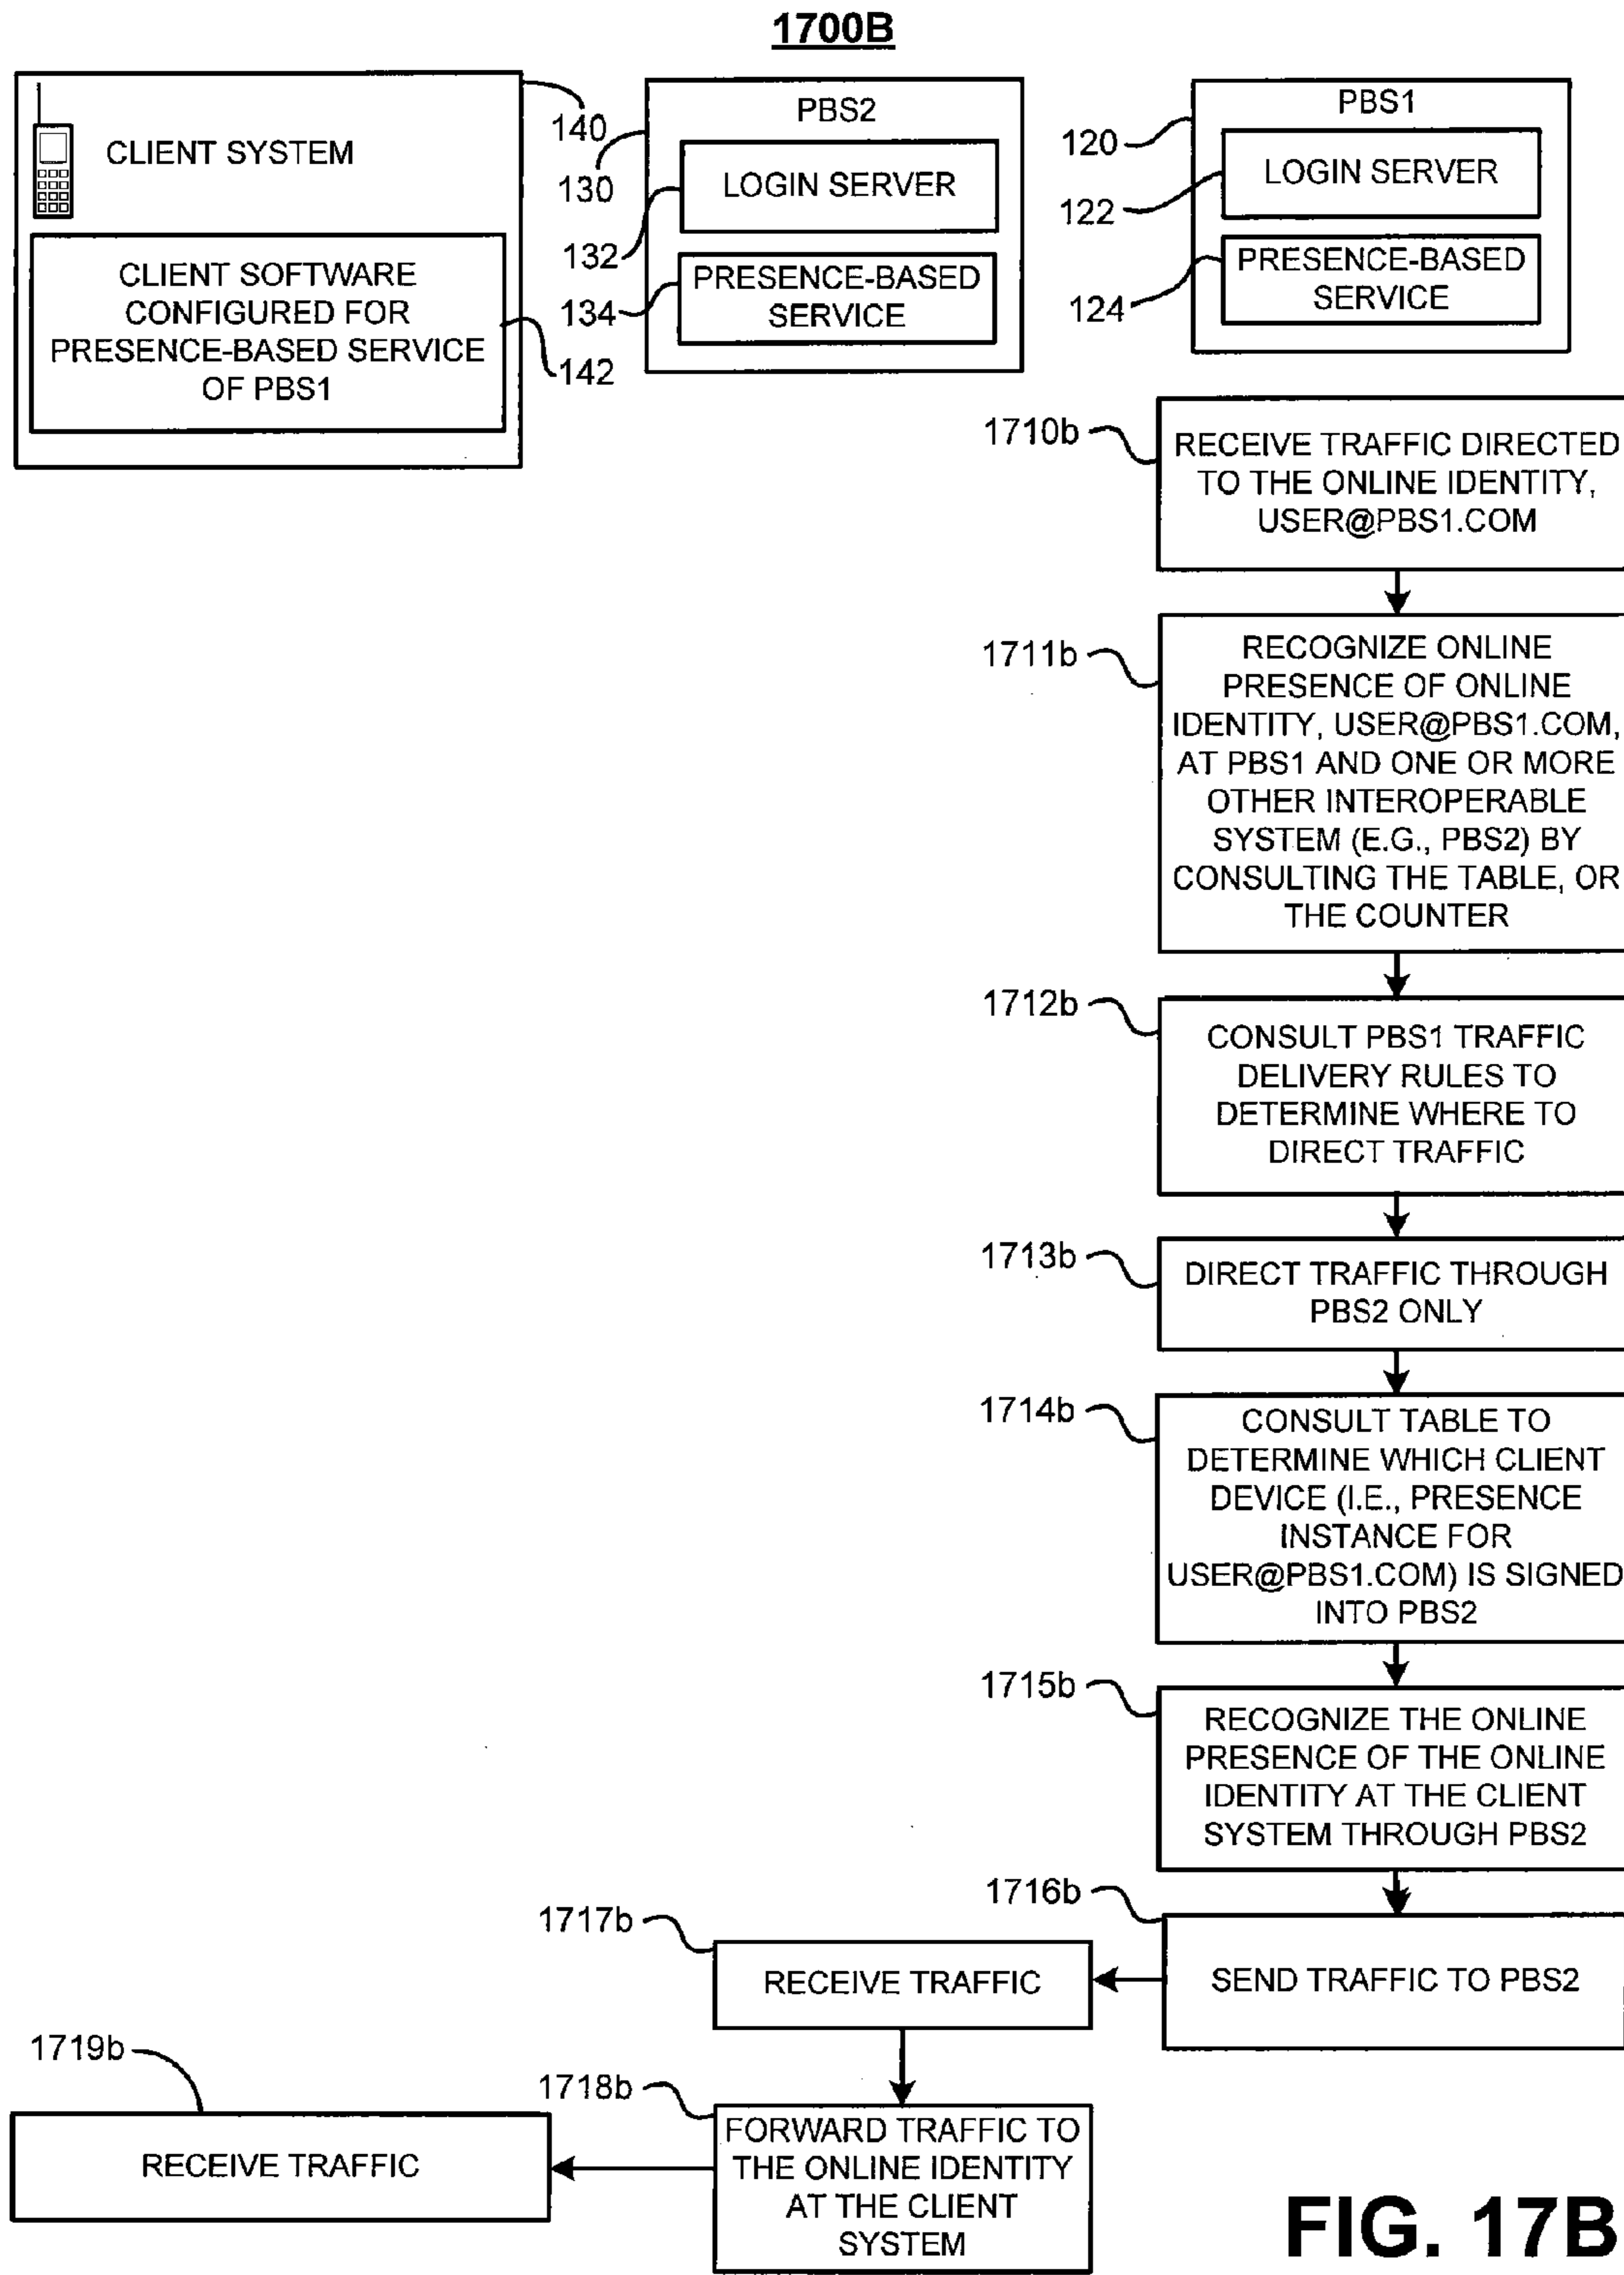 1700B
CLIENT SYSTEM
CLIENT SOFTWARE
CONFIGURED FOR
PRESENCE-BASED SERVICE
OF PBS1
140
142
PBS2
130
LOGIN SERVER
132
PRESENCE-BASED
SERVICE
134
PBS1
120
LOGIN SERVER
122
PRESENCE-BASED
SERVICE
124
1710b
RECEIVE TRAFFIC DIRECTED
TO THE ONLINE IDENTITY,
USER@PBS1.COM
1711b
RECOGNIZE ONLINE
PRESENCE OF ONLINE
IDENTITY, USER@PBS1.COM,
AT PBS1 AND ONE OR MORE
OTHER INTEROPERABLE
SYSTEM (E.G., PBS2) BY
CONSULTING THE TABLE, OR
THE COUNTER
1712b
CONSULT PBS1 TRAFFIC
DELIVERY RULES TO
DETERMINE WHERE TO
DIRECT TRAFFIC
1713b
DIRECT TRAFFIC THROUGH
PBS2 ONLY
1714b
CONSULT TABLE TO
DETERMINE WHICH CLIENT
DEVICE (I.E., PRESENCE
INSTANCE FOR
USER@PBS1.COM) IS SIGNED
INTO PBS2
1715b
RECOGNIZE THE ONLINE
PRESENCE OF THE ONLINE
IDENTITY AT THE CLIENT
SYSTEM THROUGH PBS2
1716b
SEND TRAFFIC TO PBS2
1717b
RECEIVE TRAFFIC
1718b
FORWARD TRAFFIC TO
THE ONLINE IDENTITY
AT THE CLIENT
SYSTEM
1719b
RECEIVE TRAFFIC
FIG. 17B